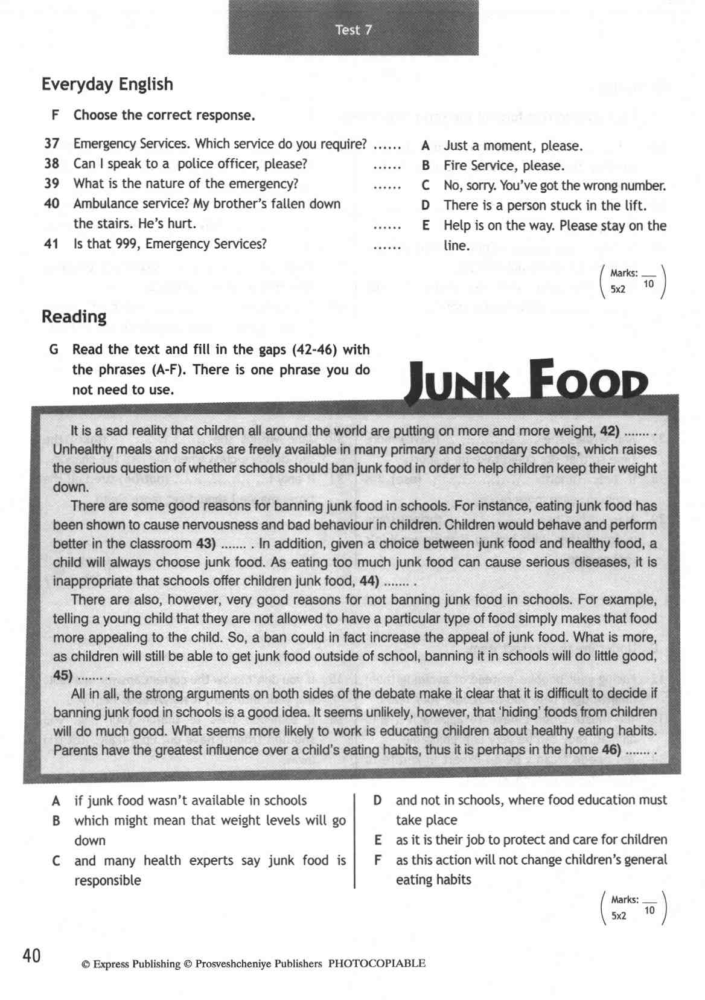 Test 7
Everyday English
F Choose the correct response.
37 Emergency Services. Which service do you require? ......
38 Can I speak to a police officer, please? ......
39 What is the nature of the emergency? ......
40 Ambulance service? My brother's fallen down
the stairs. He's hurt. ......
41 Is that 999, Emergency Services? ......
A Just a moment, please.
B Fire Service, please.
C No, sorry. You've got the wrong number.
D There is a person stuck in the lift.
E Help is on the way. Please stay on the
line.
Marks: __
5x2 10
Reading
G Read the text and fill in the gaps (42-46) with
the phrases (A-F). There is one phrase you do
not need to use.
JUNK FOOD
It is a sad reality that children all around the world are putting on more and more weight, 42) ....... .
Unhealthy meals and snacks are freely available in many primary and secondary schools, which raises
the serious question of whether schools should ban junk food in order to help children keep their weight
down.
There are some good reasons for banning junk food in schools. For instance, eating junk food has
been shown to cause nervousness and bad behaviour in children. Children would behave and perform
better in the classroom 43) ....... . In addition, given a choice between junk food and healthy food, a
child will always choose junk food. As eating too much junk food can cause serious diseases, it is
inappropriate that schools offer children junk food, 44) ....... .
There are also, however, very good reasons for not banning junk food in schools. For example,
telling a young child that they are not allowed to have a particular type of food simply makes that food
more appealing to the child. So, a ban could in fact increase the appeal of junk food. What is more,
as children will still be able to get junk food outside of school, banning it in schools will do little good,
45) ....... .
All in all, the strong arguments on both sides of the debate make it clear that it is difficult to decide if
banning junk food in schools is a good idea. It seems unlikely, however, that 'hiding' foods from children
will do much good. What seems more likely to work is educating children about healthy eating habits.
Parents have the greatest influence over a child's eating habits, thus it is perhaps in the home 46) ....... .
A if junk food wasn't available in schools
B which might mean that weight levels will go
down
C and many health experts say junk food is
responsible
D and not in schools, where food education must
take place
E as it is their job to protect and care for children
F as this action will not change children's general
eating habits
Marks: __
5x2 10
40
© Express Publishing © Prosveshcheniye Publishers PHOTOCOPIABLE